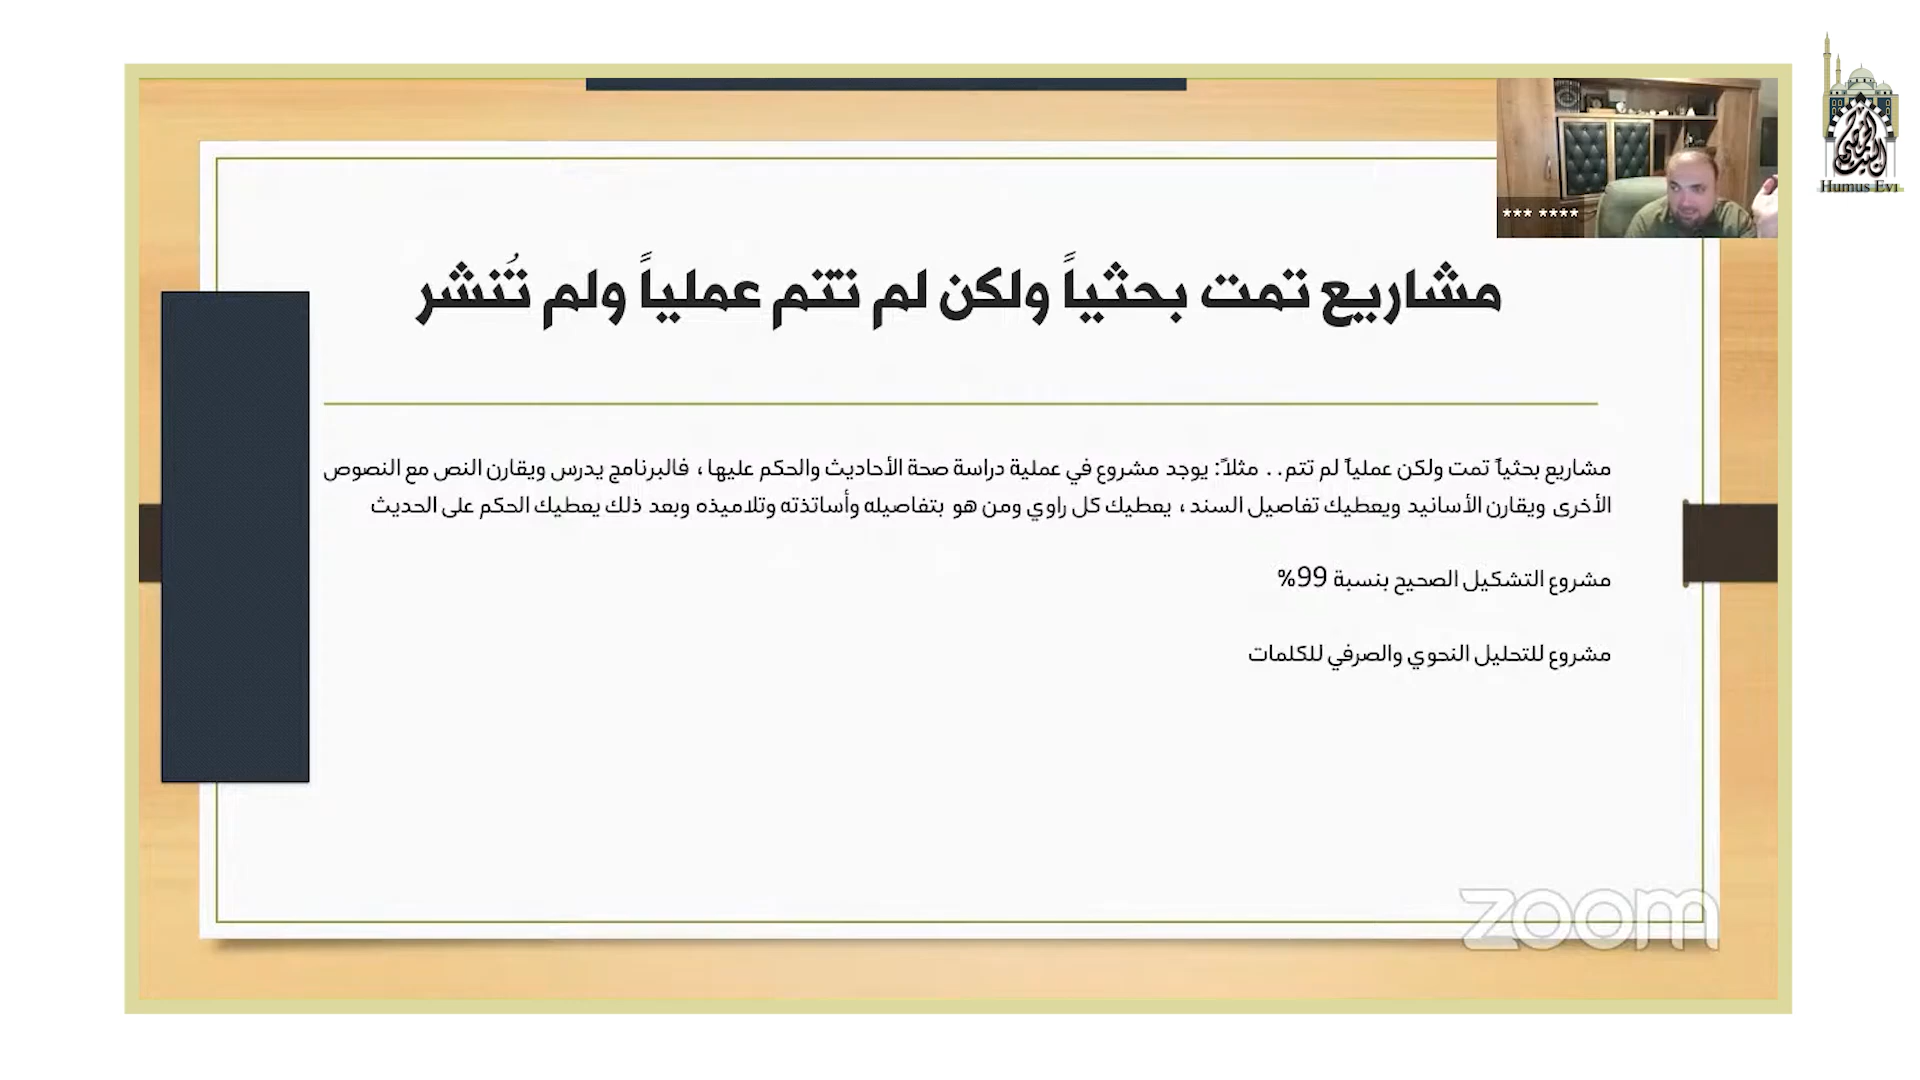 مشاريع تمت بحثياً ولكن لم تتم عملياً ولم تُنشر
مشاريع بحثياً تمت ولكن عملياً لم تتم.. مثلاً: يوجد مشروع في عملية دراسة صحة الأحاديث والحكم عليها ، فالبرنامج يدرس ويقارن النص مع النصوص
الأخرى ويقارن الأسانيد ويعطيك تفاصيل السند ، يعطيك كل راوي ومن هو بتفاصيله وأساتذته وتلاميذه وبعد ذلك يعطيك الحكم على الحديث
مشروع التشكيل الصحيح بنسبة 99%
مشروع للتحليل النحوي والصرفي للكلمات
*** ****
Humus Evi
zoom